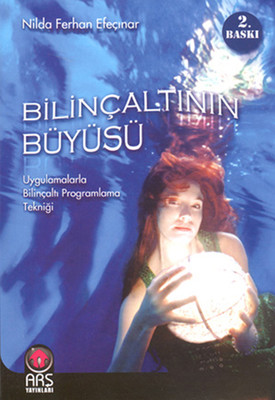 Nilda Ferhan Efeçınar
2.
BASKI
BİLİNÇALTININ
BÜYÜSÜ
Uygulamalarla
Bilinçaltı Programlama
Tekniği
ARS
YAYINLARI